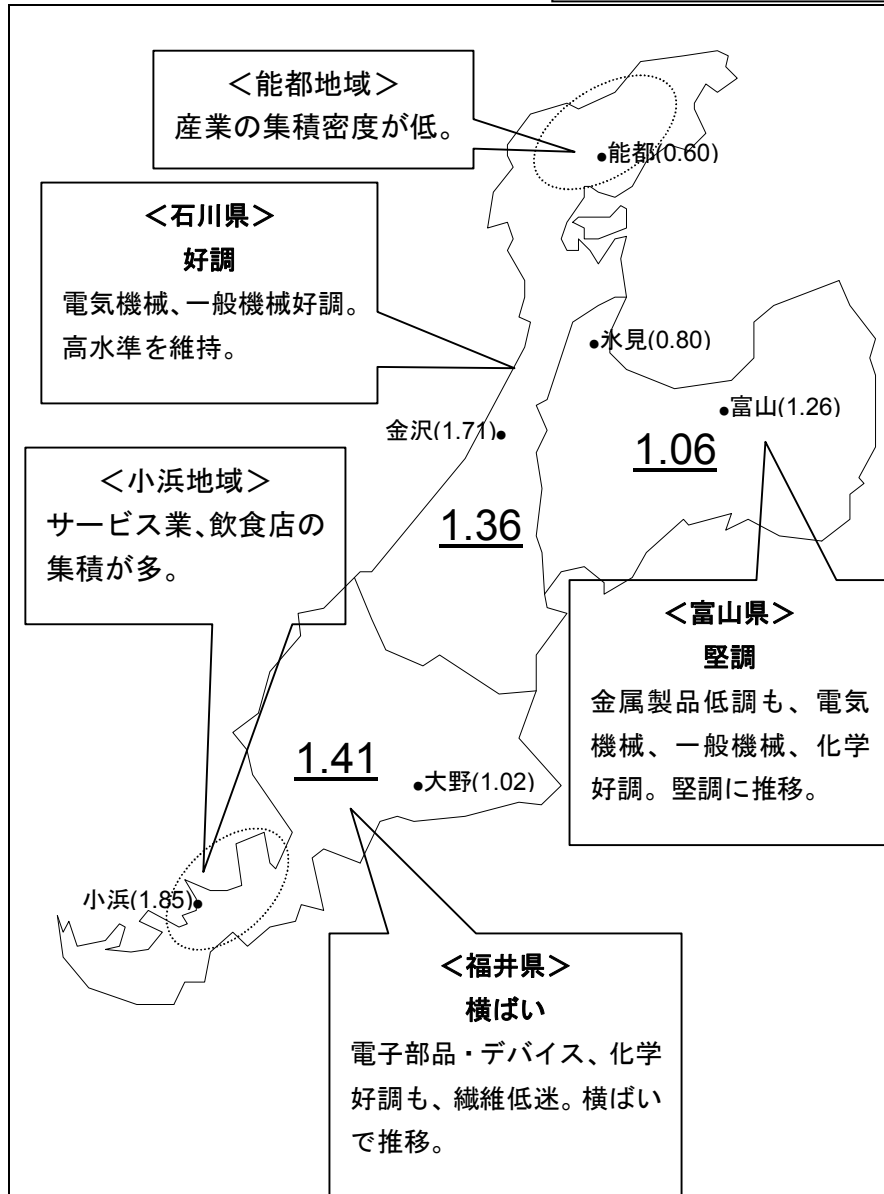 ＜能都地域＞
産業の集積密度が低。
●能都(0.60)
＜石川県＞
好調
電気機械、一般機械好調。
高水準を維持。
●氷見(0.80)
●富山(1.26)
金沢(1.71)●
1.06
＜小浜地域＞
サービス業、飲食店の
集積が多。
1.36
＜富山県＞
堅調
金属製品低調も、電気
機械、一般機械、化学
好調。堅調に推移。
1.41
●大野(1.02)
小浜(1.85)●
＜福井県＞
横ばい
電子部品・デバイス、化学
好調も、繊維低迷。横ばい
で推移。